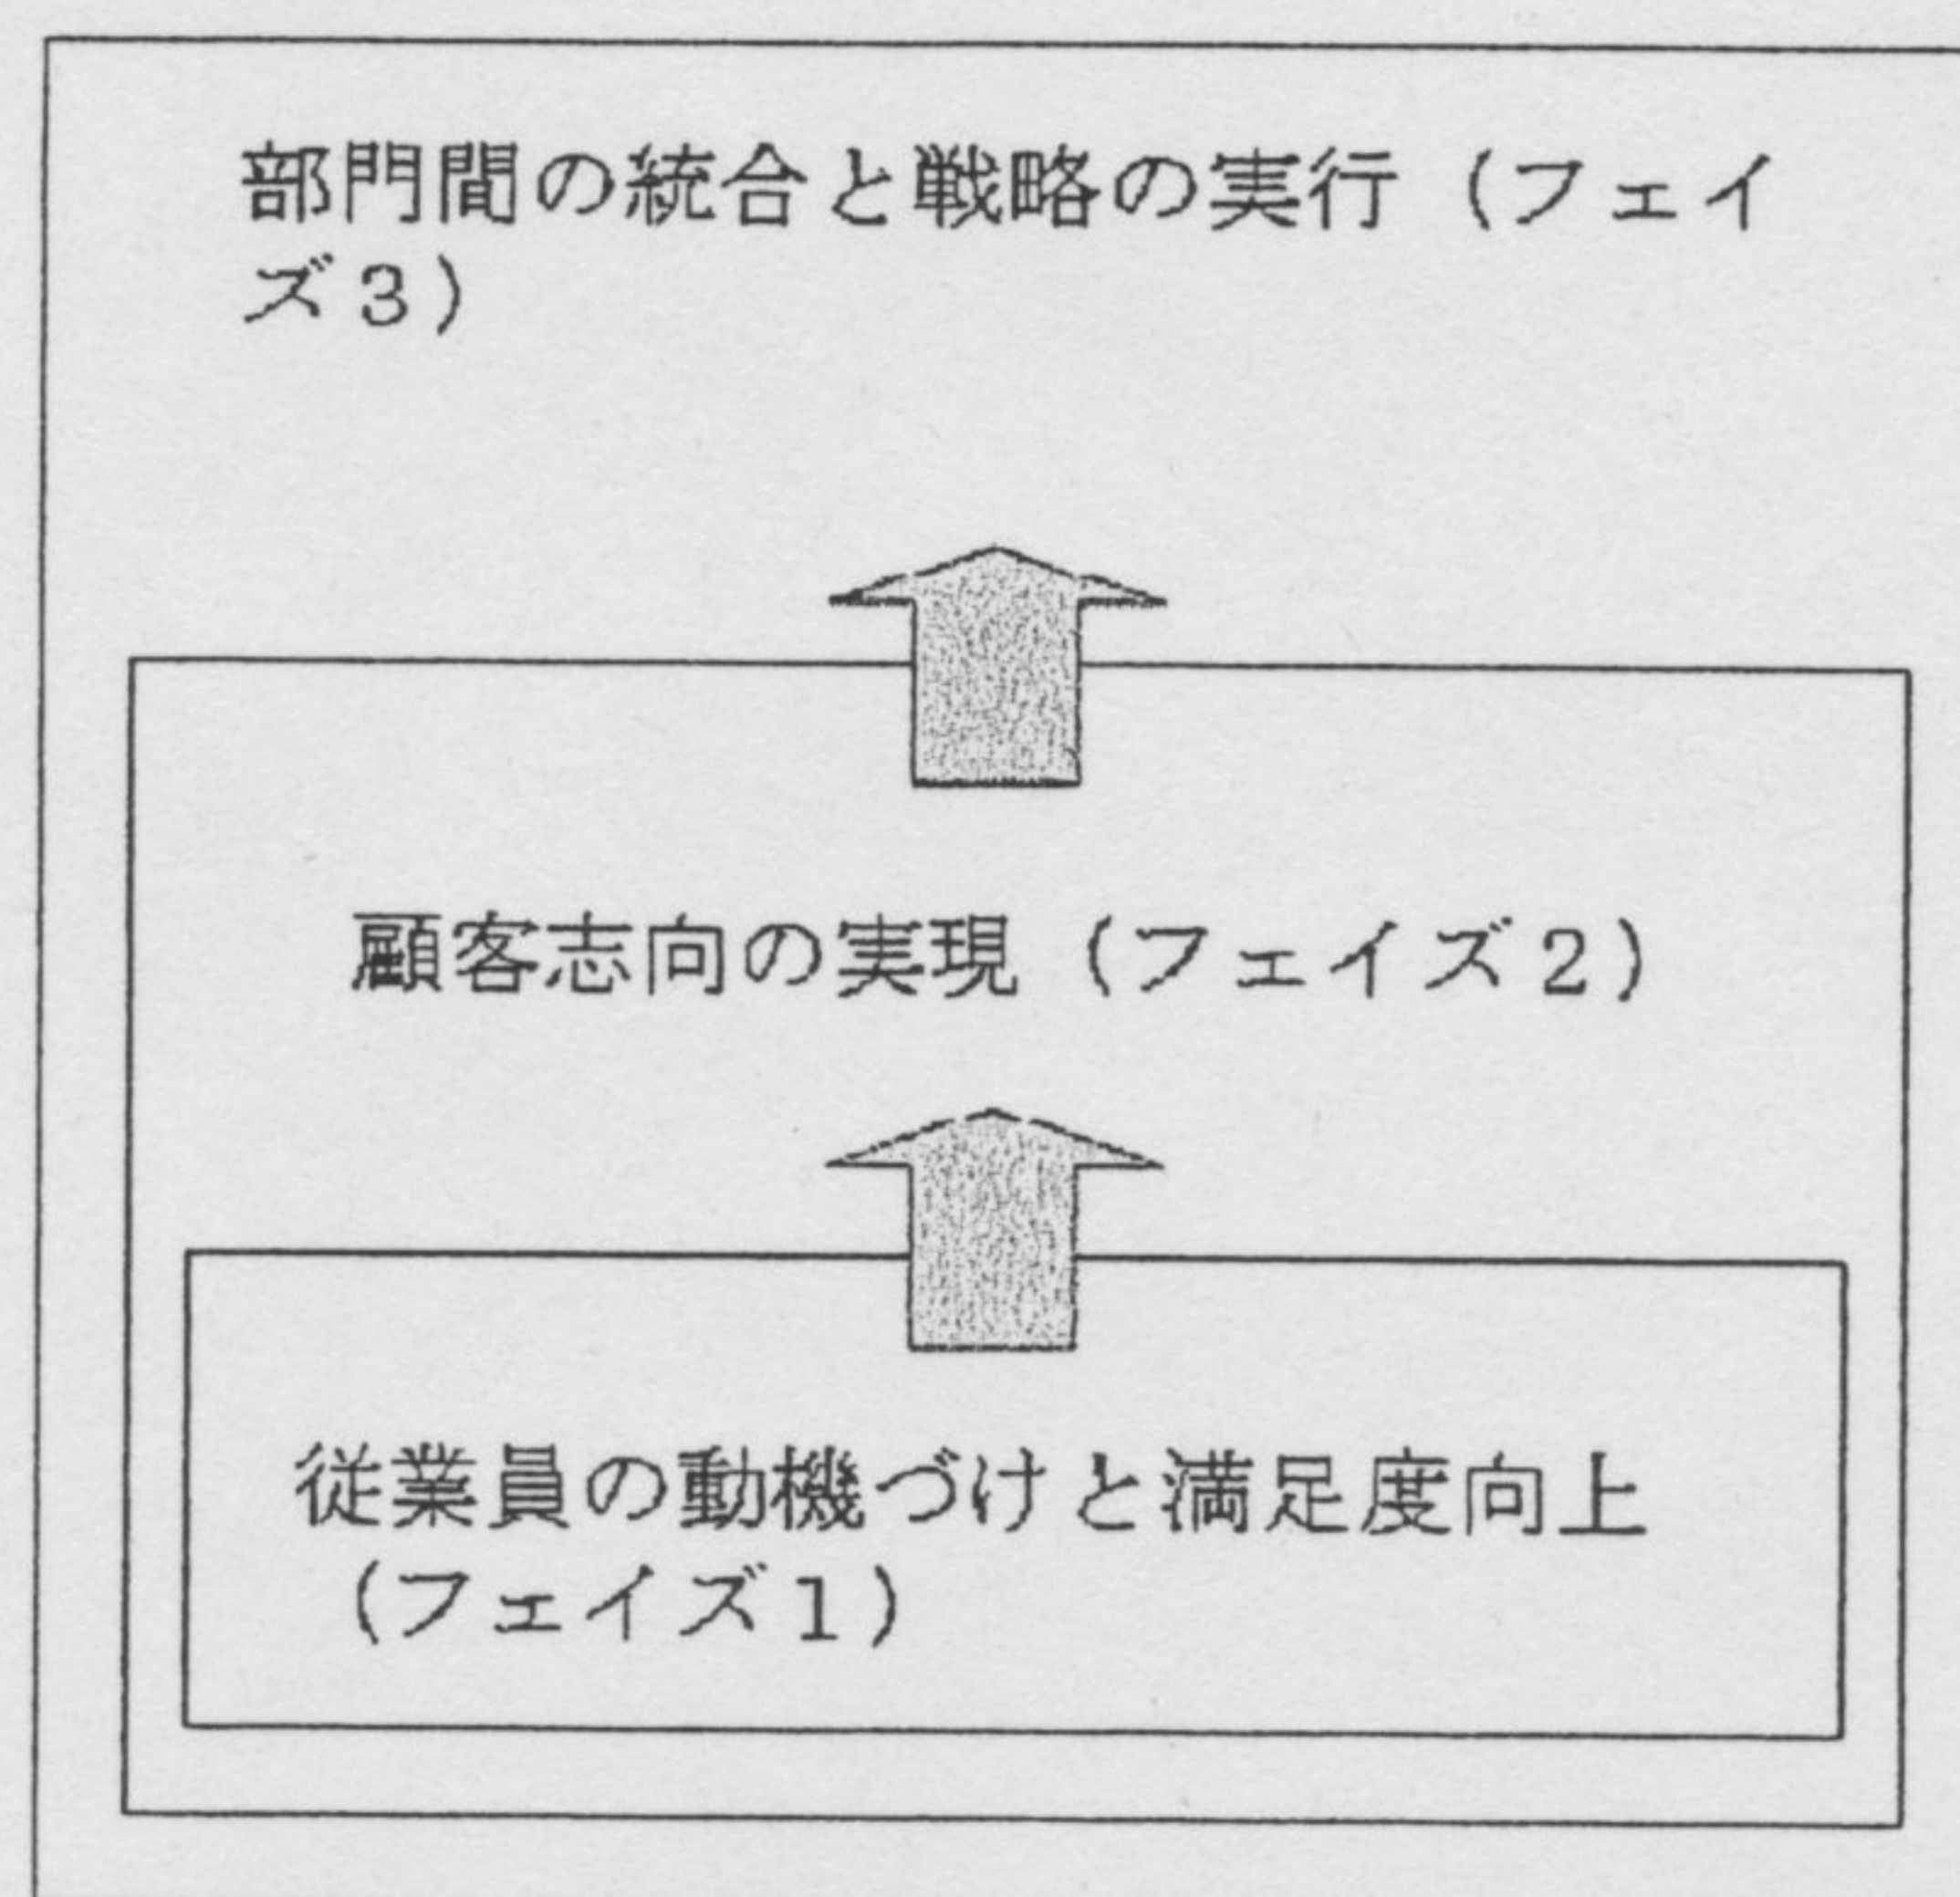 部門間の統合と戦略の実行（フェイ
ズ３）
顧客志向の実現（フェイズ２）
従業員の動機づけと満足度向上
（フェイズ１）